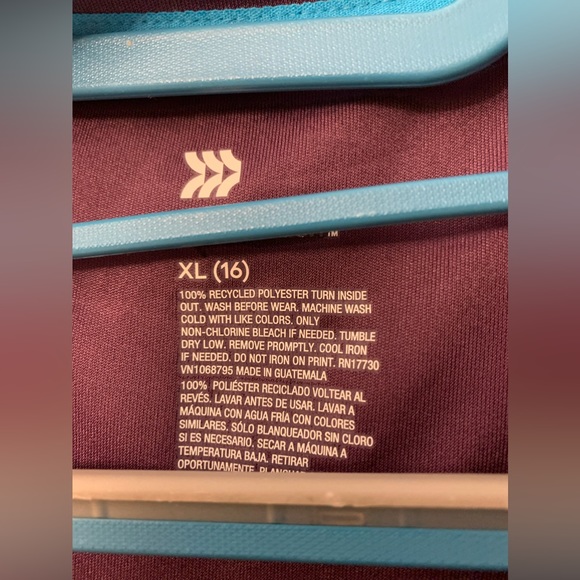 TM
XL (16)
100% RECYCLED POLYESTER TURN INSIDE
OUT. WASH BEFORE WEAR. MACHINE WASH
COLD WITH LIKE COLORS. ONLY
NON-CHLORINE BLEACH IF NEEDED. TUMBLE
DRY LOW. REMOVE PROMPTLY. COOL IRON
IF NEEDED. DO NOT IRON ON PRINT. RN17730
VN1068795 MADE IN GUATEMALA
100% POLIÉSTER RECICLADO VOLTEAR AL
REVÉS. LAVAR ANTES DE USAR. LAVAR A
MÁQUINA CON AGUA FRÍA CON COLORES
SIMILARES. SÓLO BLANQUEADOR SIN CLORO
SI ES NECESARIO. SECAR A MÁQUINA A
TEMPERATURA BAJA. RETIRAR
OPORTUNAMENTE.